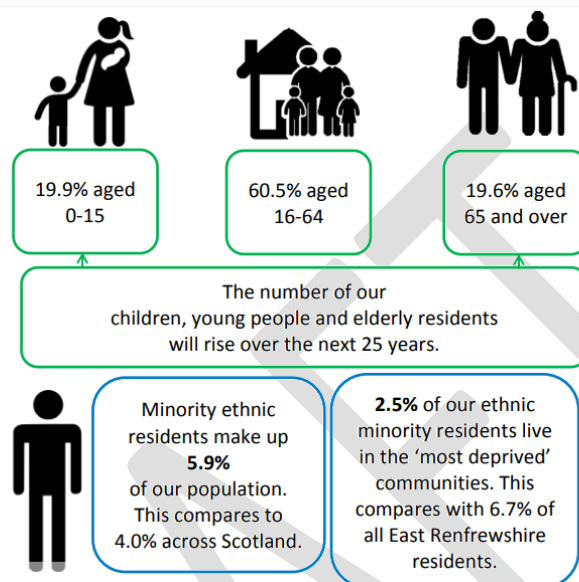 19.9% aged
0-15
60.5% aged
16-64
19.6% aged
65 and over
The number of our
children, young people and elderly residents
will rise over the next 25 years.
Minority ethnic
residents make up
5.9%
of our population.
This compares to
4.0% across Scotland.
2.5% of our ethnic
minority residents live
in the ‘most deprived’
communities. This
compares with 6.7% of
all East Renfrewshire
residents.